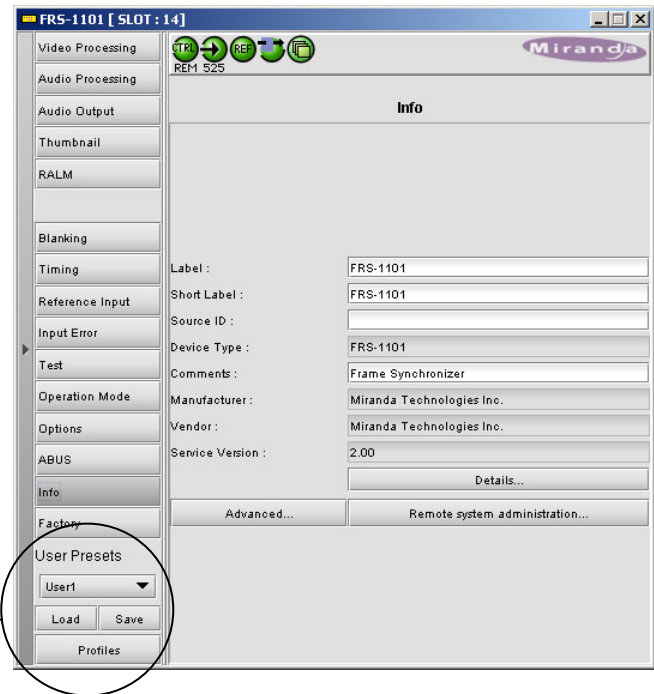 FRS-1101 [ SLOT : 14]
Video Processing
Audio Processing
Audio Output
Thumbnail
RALM
Blanking
Timing
Reference Input
Input Error
Test
Operation Mode
Options
ABUS
Info
Factory
User Presets
User1
Load Save
Profiles
CTRL REF
REM 525
Miranda
Info
Label : FRS-1101
Short Label : FRS-1101
Source ID :
Device Type : FRS-1101
Comments : Frame Synchronizer
Manufacturer : Miranda Technologies Inc.
Vendor : Miranda Technologies Inc.
Service Version : 2.00
Details...
Advanced... Remote system administration...